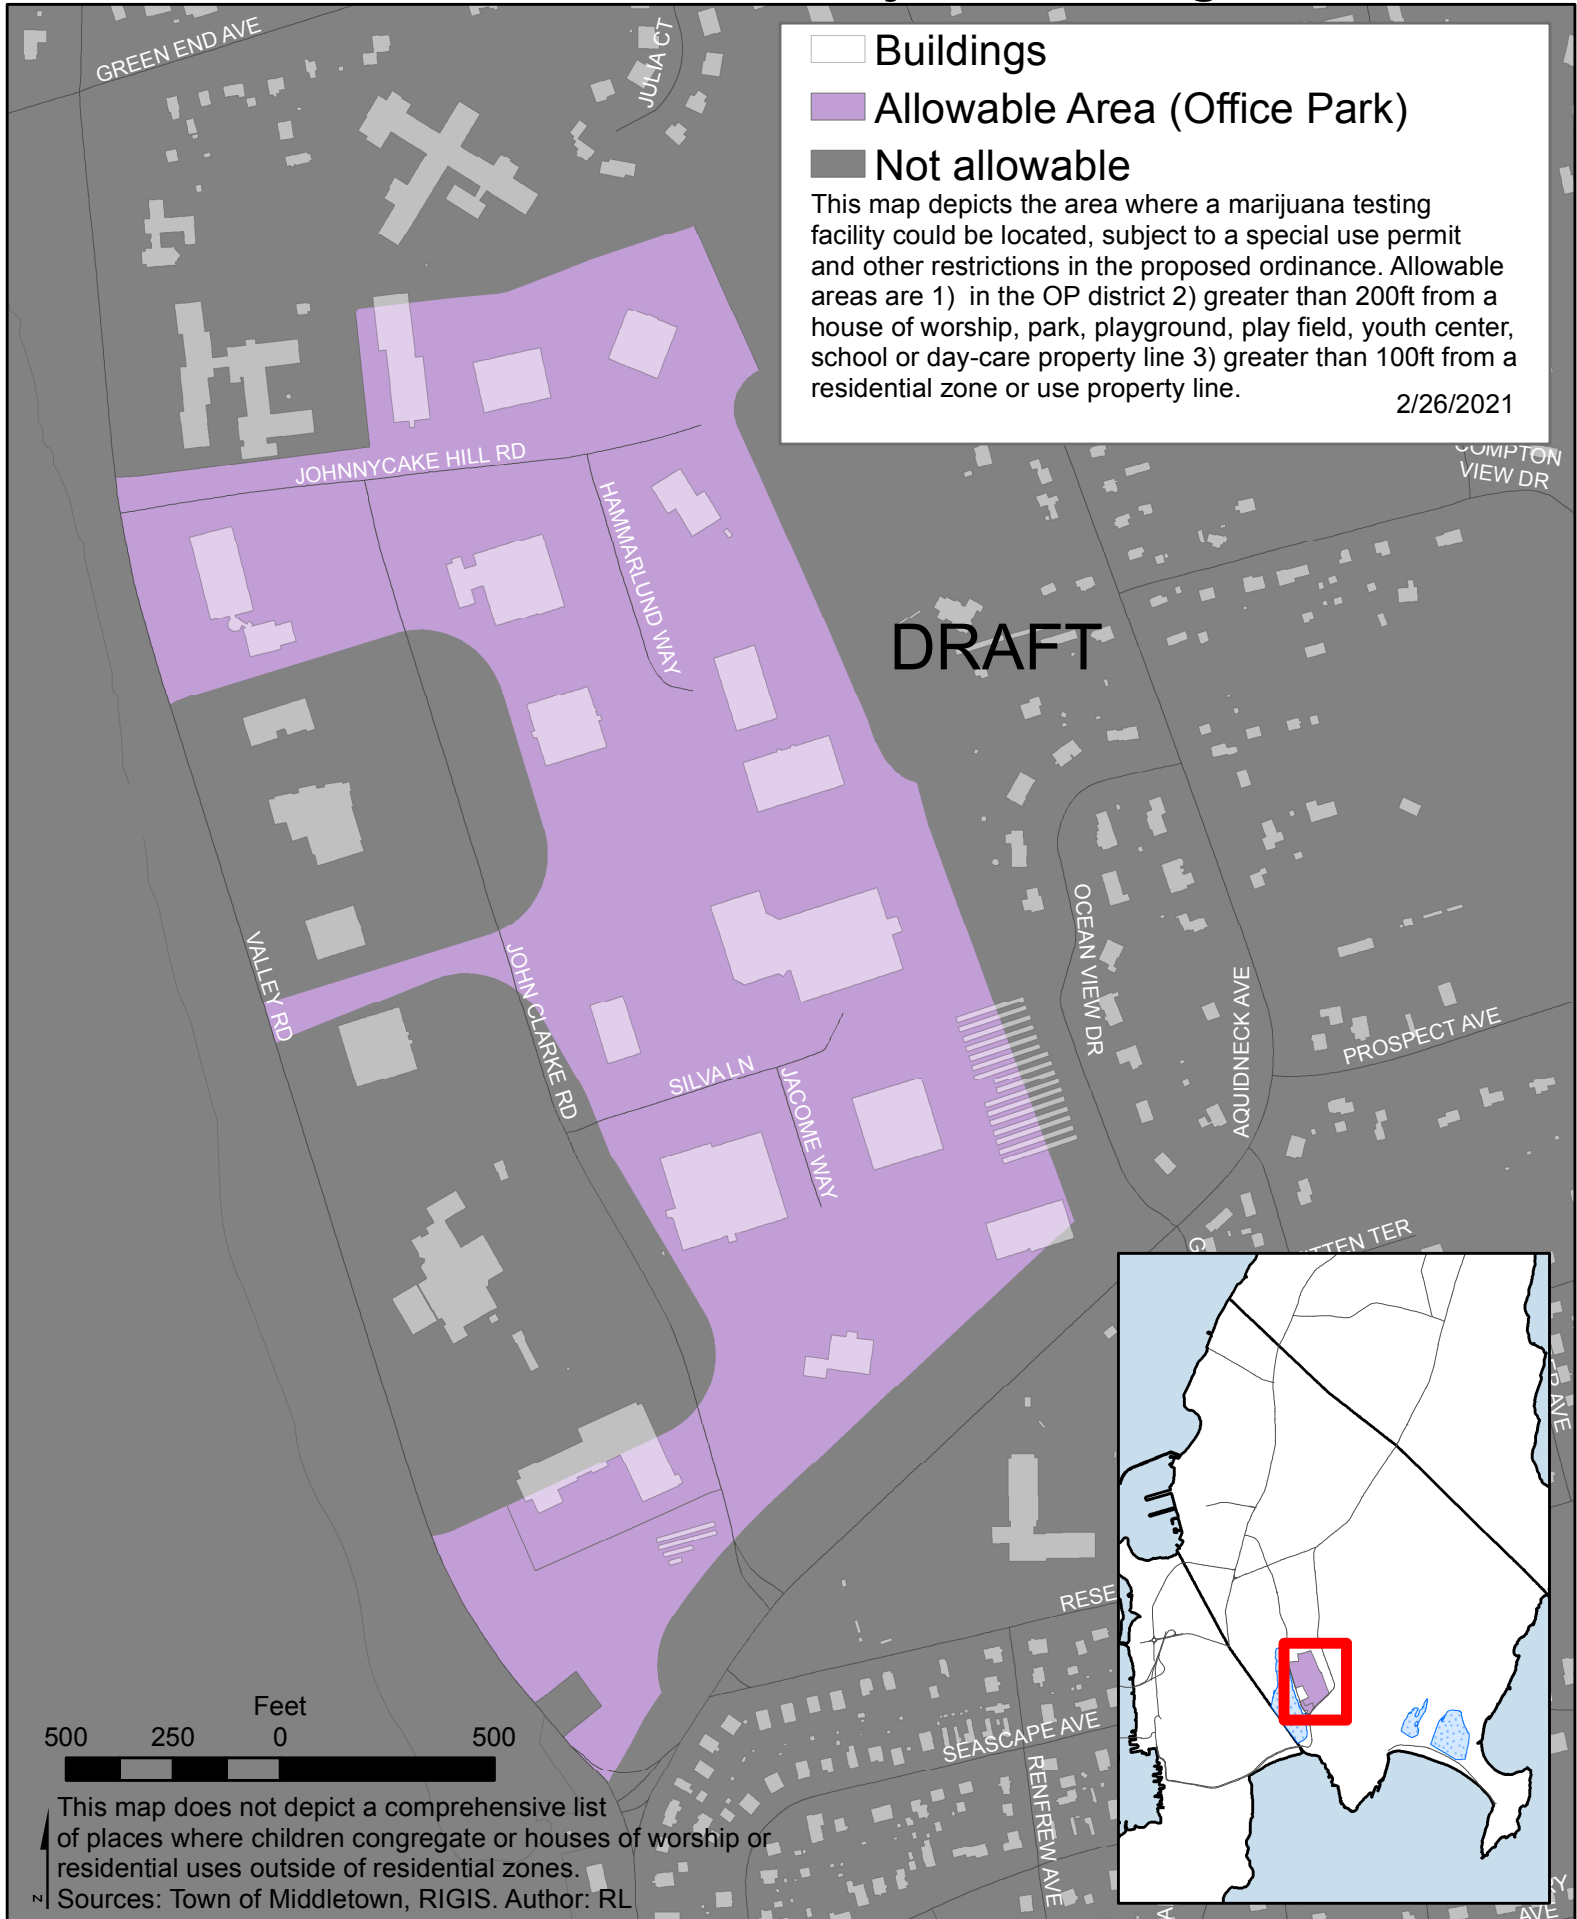 GREEN END AVE
JULIA CT
Buildings
Allowable Area (Office Park)
Not allowable
This map depicts the area where a marijuana testing
facility could be located, subject to a special use permit
and other restrictions in the proposed ordinance. Allowable
areas are 1) in the OP district 2) greater than 200ft from a
house of worship, park, playground, play field, youth center,
school or day-care property line 3) greater than 100ft from a
residential zone or use property line.
2/26/2021
COMPTON
VIEW DR
JOHNNYCAKE HILL RD
HAMMARLUND WAY
DRAFT
VALLEY RD
JOHN CLARKE RD
OCEAN VIEW DR
AQUIDNECK AVE
PROSPECT AVE
SILVA LN
JACOME WAY
G
TTEN TER
AVE
RESE
SEASCAPE AVE
RENFREW AVE
Feet
500 250 0 500
This map does not depict a comprehensive list
of places where children congregate or houses of worship or
residential uses outside of residential zones.
N
Sources: Town of Middletown, RIGIS. Author: RL
A
RY
AVE